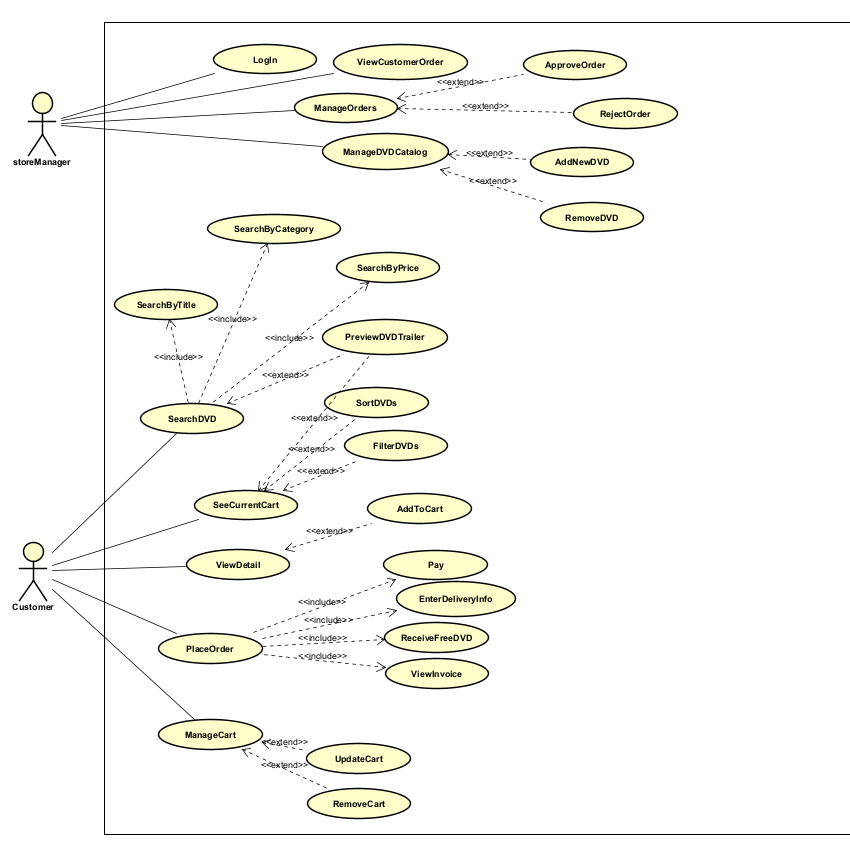 LogIn
ViewCustomerOrder
ApproveOrder
<<extend>>
ManageOrders
<<extend>>
RejectOrder
storeManager
ManageDVDCatalog
<<extend>>
AddNewDVD
<<extend>>
RemoveDVD
SearchByCategory
SearchByPrice
SearchByTitle
<<include>>
<<include>>
PreviewDVDTrailer
<<include>>
<<extend>>
SortDVDs
SearchDVD
<<extend>>
FilterDVDs
<<extend>>
<<extend>>
SeeCurrentCart
AddToCart
<<extend>>
ViewDetail
Pay
Customer
<<include>>
EnterDeliveryInfo
<<include>>
<<include>>
ReceiveFreeDVD
PlaceOrder
<<include>>
ViewInvoice
ManageCart
<<extend>>
UpdateCart
<<extend>>
RemoveCart